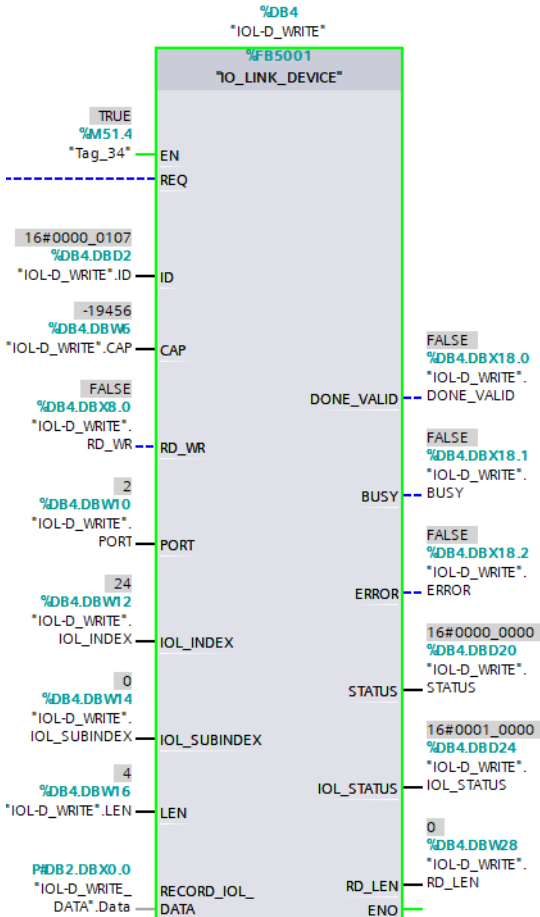 %DB4
"IOL-D_WRITE"
%FB5001
"IO_LINK_DEVICE"
TRUE
%M51.4
"Tag_34"
EN
REQ
16#0000_0107
%DB4.DBD2
"IOL-D_WRITE".ID
ID
-19456
%DB4.DBW6
"IOL-D_WRITE".CAP
CAP
FALSE
%DB4.DBX8.0
"IOL-D_WRITE".
RD_WR
RD_WR
2
%DB4.DBW10
"IOL-D_WRITE".
PORT
PORT
24
%DB4.DBW12
"IOL-D_WRITE".
IOL_INDEX
IOL_INDEX
0
%DB4.DBW14
"IOL-D_WRITE".
IOL_SUBINDEX
IOL_SUBINDEX
4
%DB4.DBW16
"IOL-D_WRITE".LEN
LEN
P#DB2.DBX0.0
"IOL-D_WRITE_
DATA".Data
RECORD_IOL_
DATA
DONE_VALID
FALSE
%DB4.DBX18.0
"IOL-D_WRITE".
DONE_VALID
BUSY
FALSE
%DB4.DBX18.1
"IOL-D_WRITE".
BUSY
ERROR
FALSE
%DB4.DBX18.2
"IOL-D_WRITE".
ERROR
STATUS
16#0000_0000
%DB4.DBD20
"IOL-D_WRITE".
STATUS
IOL_STATUS
16#0001_0000
%DB4.DBD24
"IOL-D_WRITE".
IOL_STATUS
RD_LEN
0
%DB4.DBW28
"IOL-D_WRITE".
RD_LEN
ENO